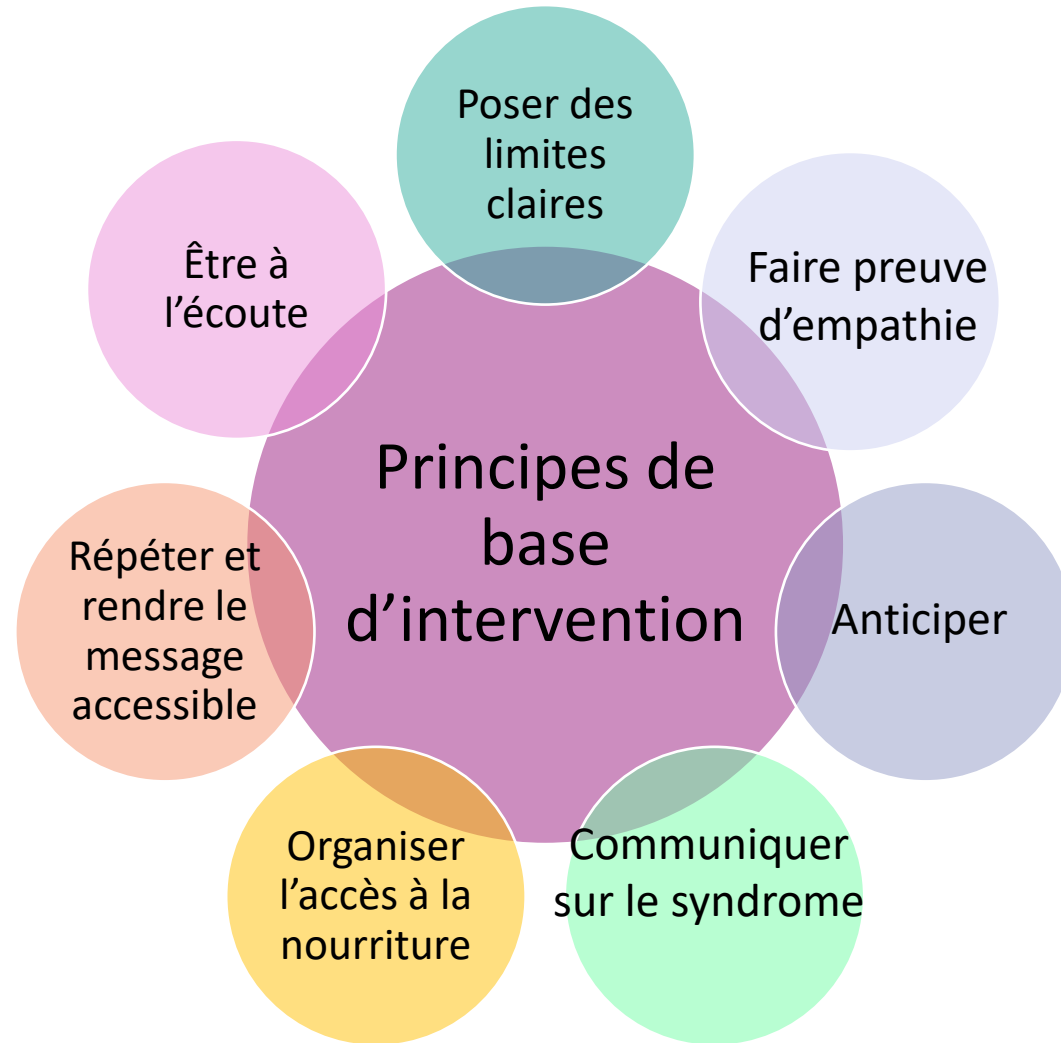 Poser des
limites
claires
Faire preuve
d’empathie
Anticiper
Communiquer
sur le syndrome
Organiser
l’accès à la
nourriture
Répéter et
rendre le
message
accessible
Être à
l’écoute
Principes de
base
d’intervention